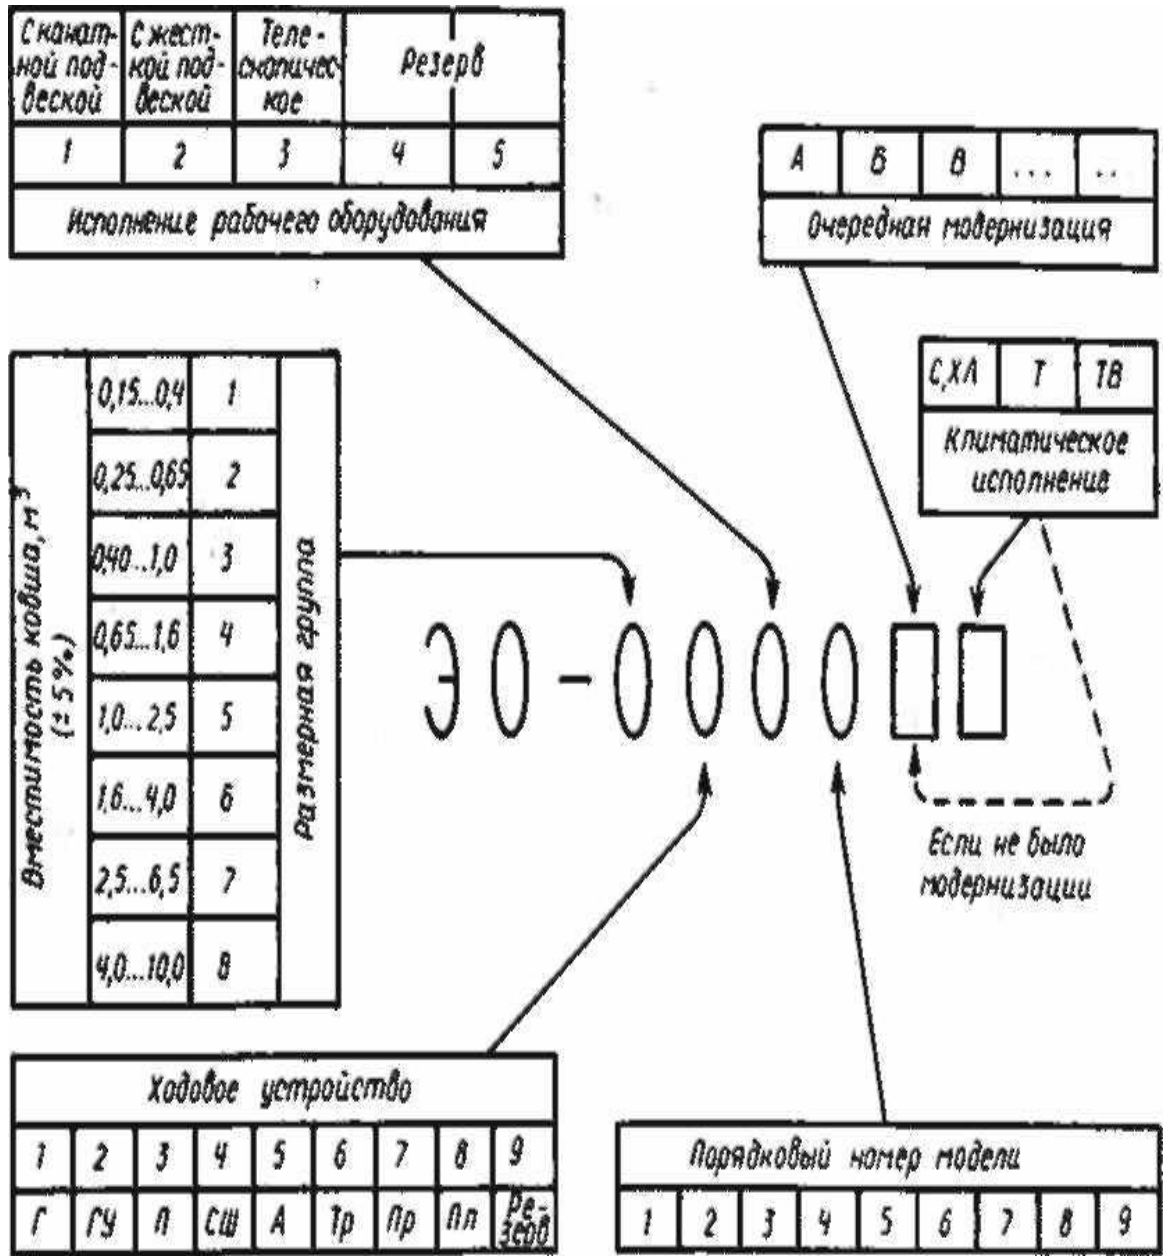 С канат- С жест- Теле-
ной под- кой под- скопичес- Резерв
веской веской кое
1 2 3 4 5
Исполнение рабочего оборудования
А Б В ... ..
Очередная модернизация
С,ХЛ Т ТВ
Климатическое
исполнение
Вместимость ковша, м³
(±5%)
0,15...0,4 1
0,25...0,65 2
0,40...1,0 3
0,65...1,6 4
1,0...2,5 5
1,6...4,0 6
2,5...6,5 7
4,0...10,0 8
Размерная группа
ЭО-0000
Если не было
модернизации
Ходовое устройство
1 2 3 4 5 6 7 8 9
Г ГУ П СШ А Тр Пр Пл Ре-
зерв
Порядковый номер модели
1 2 3 4 5 6 7 8 9